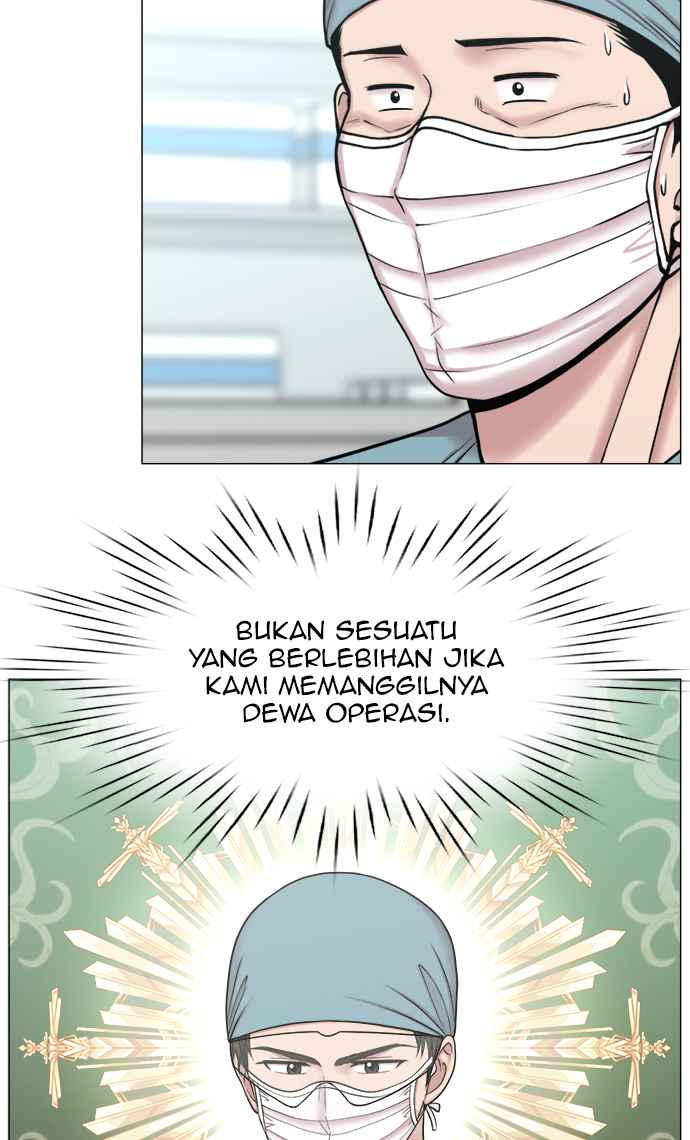 BUKAN SESUATU
YANG BERLEBIHAN JIKA
KAMI MEMANGGILNYA
DEWA OPERASI.